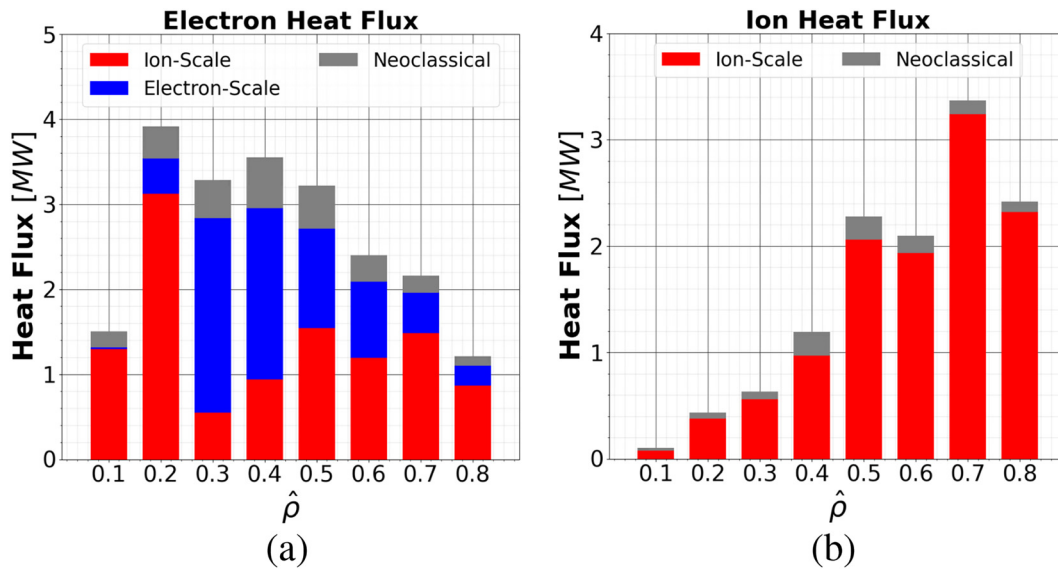 Electron Heat Flux
Ion-Scale
Electron-Scale
Neoclassical
Heat Flux [MW]
5
4
3
2
1
0
0.1 0.2 0.3 0.4 0.5 0.6 0.7 0.8
ρ̂
(a)
Ion Heat Flux
Ion-Scale
Neoclassical
Heat Flux [MW]
4
3
2
1
0
0.1 0.2 0.3 0.4 0.5 0.6 0.7 0.8
ρ̂
(b)